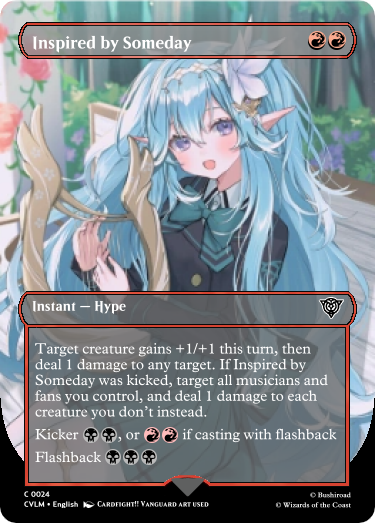 Inspired by Someday
Instant — Hype
Target creature gains +1/+1 this turn, then
deal 1 damage to any target. If Inspired by
Someday was kicked, target all musicians and
fans you control, and deal 1 damage to each
creature you don't instead.
Kicker , or if casting with flashback
Flashback
C 0024
CVLM • English CARDFIGHT!! VANGUARD ART USED
© Bushiroad
© Wizards of the Coast